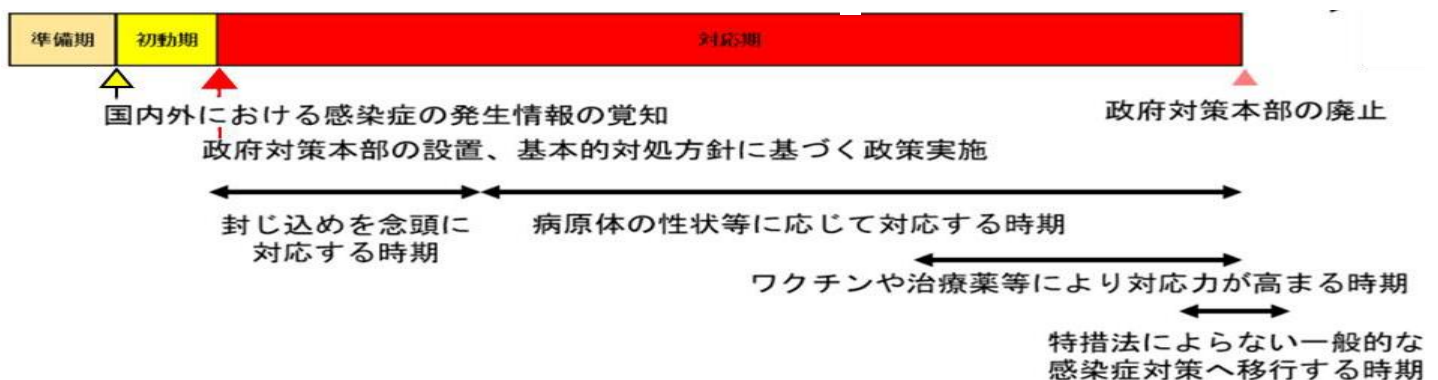 準備期
初動期
対応期
国内外における感染症の発生情報の覚知
政府対策本部の廃止
政府対策本部の設置、基本的対処方針に基づく政策実施
封じ込めを念頭に
対応する時期
病原体の性状等に応じて対応する時期
ワクチンや治療薬等により対応力が高まる時期
特措法によらない一般的な
感染症対策へ移行する時期